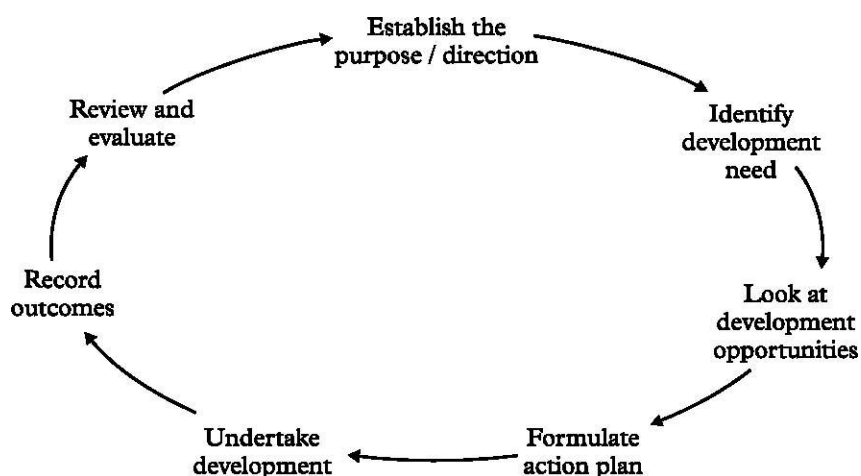 Establish the
purpose / direction
Identify
development
need
Look at
development
opportunities
Formulate
action plan
Undertake
development
Record
outcomes
Review and
evaluate